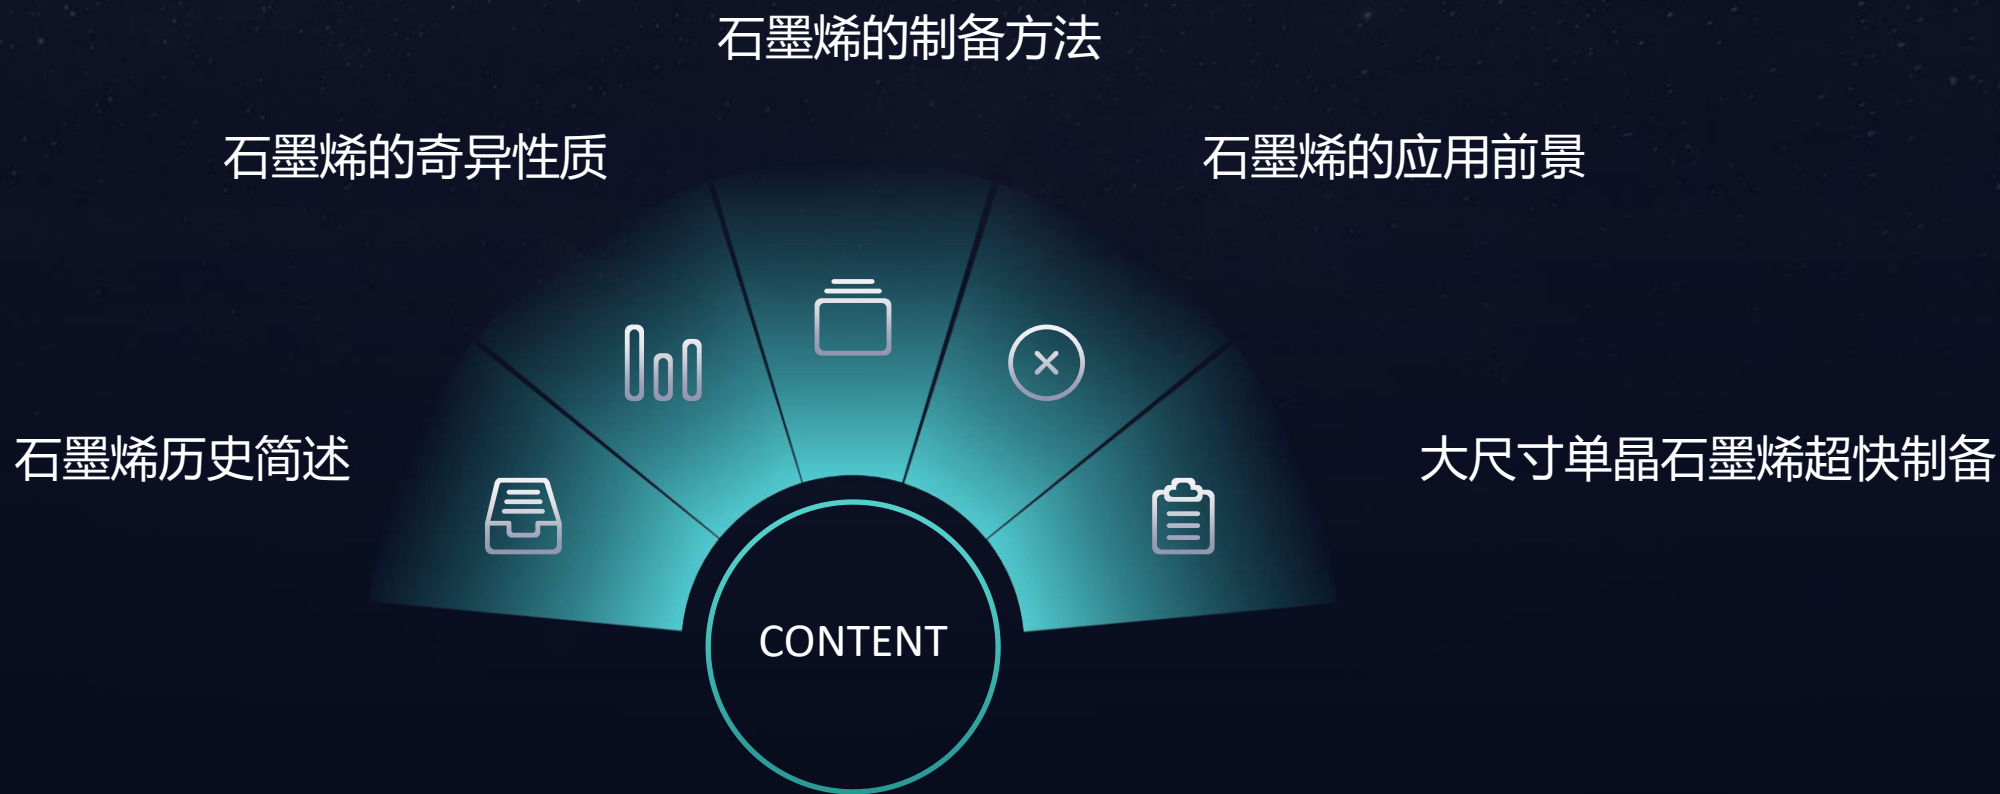 石墨烯的制备方法
石墨烯的奇异性质
石墨烯的应用前景
石墨烯历史简述
大尺寸单晶石墨烯超快制备
CONTENT